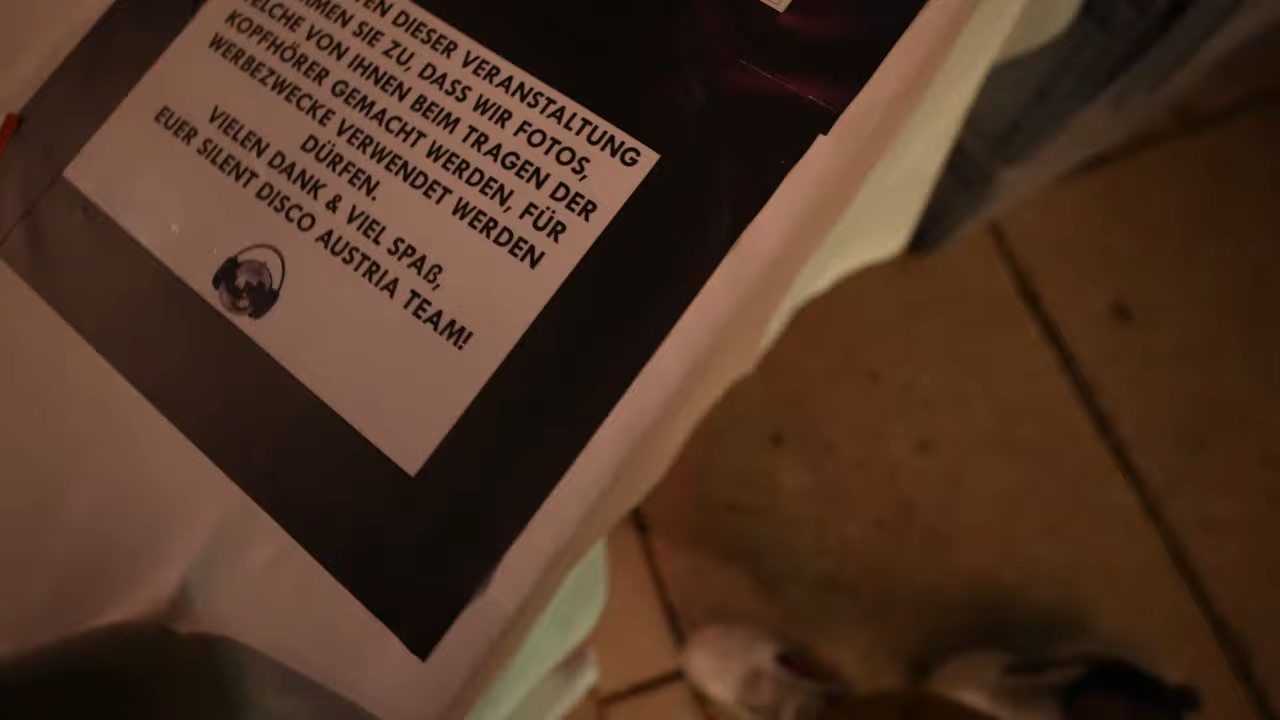 DIESER VERANSTALTUNG
SIE ZU, DASS WIR FOTOS,
WELCHE VON IHNEN BEIM TRAGEN DER
KOPFHÖRER GEMACHT WERDEN, FÜR
WERBEZWECKE VERWENDET WERDEN
DÜRFEN.
VIELEN DANK & VIEL SPAß,
EUER SILENT DISCO AUSTRIA TEAM!